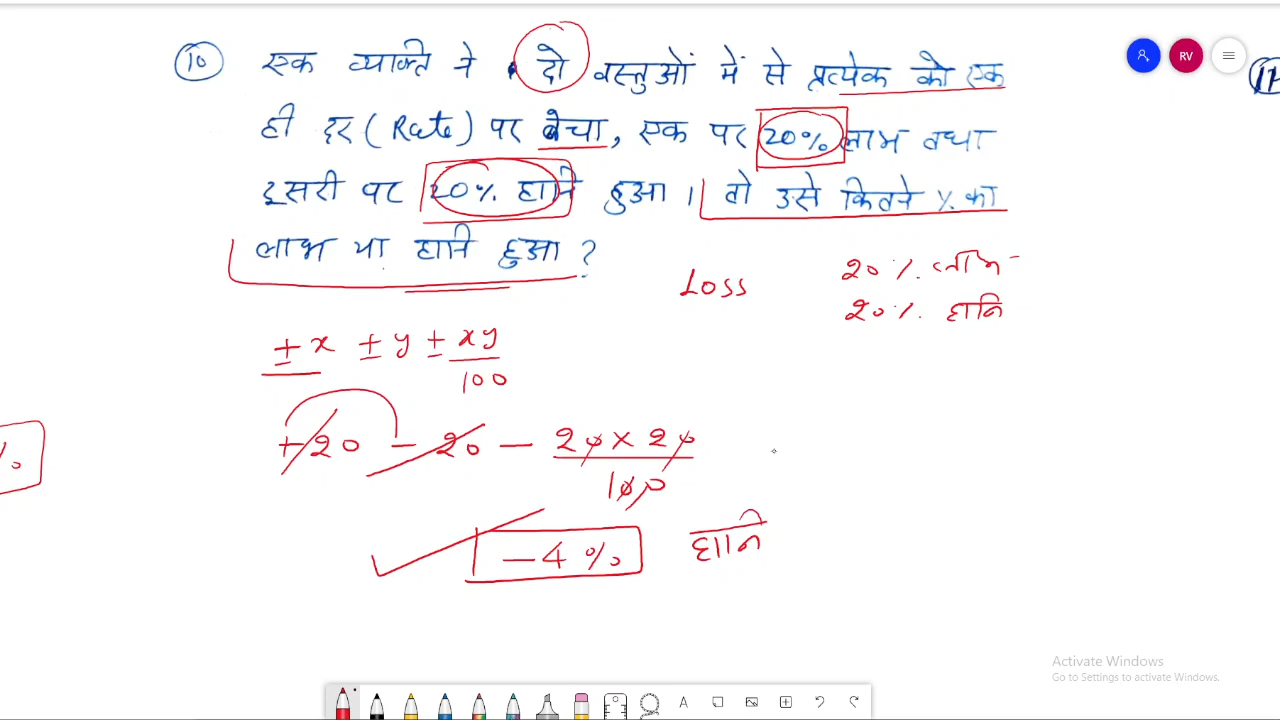 RV
(10) एक व्यक्ति ने दो वस्तुओं में से प्रत्येक को एक
ही दर (Rate) पर बेचा, एक पर 20% लाभ तथा
दूसरी पर 20% हानि हुआ। तो उसे कितने % का
लाभ या हानि हुआ?
Loss
20% लाभ
20% हानि
± x ± y ± xy/100
+20 - 20 - 20 x 20/100
-4% हानि
%
Activate Windows
Go to Settings to activate Windows.
A